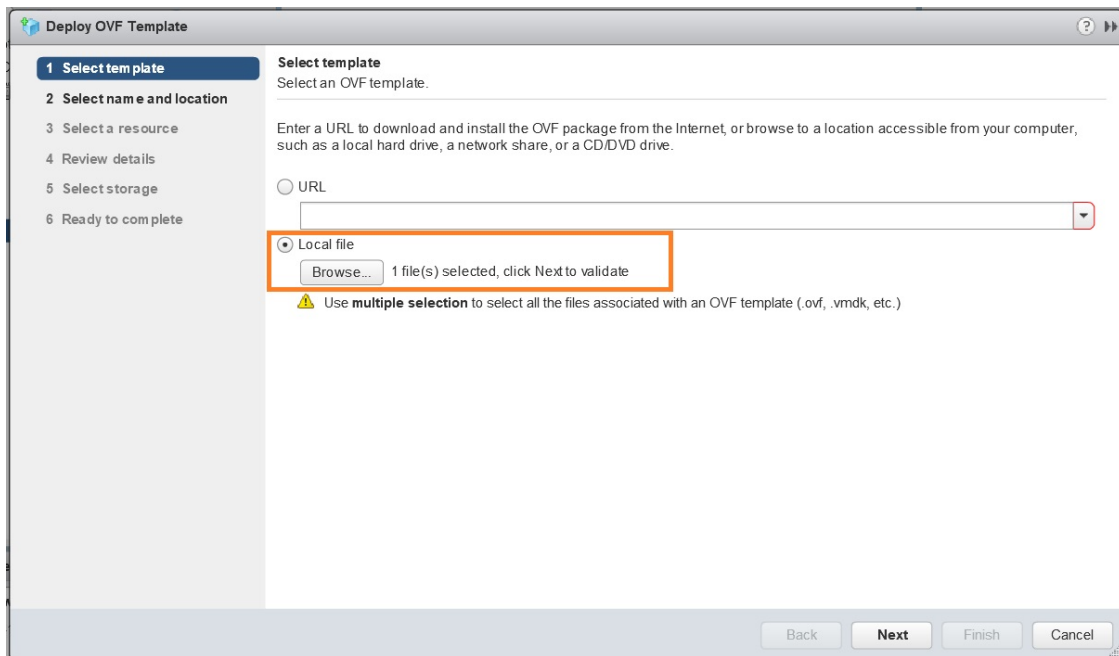 Deploy OVF Template
1 Select template
2 Select name and location
3 Select a resource
4 Review details
5 Select storage
6 Ready to complete
Select template
Select an OVF template.
Enter a URL to download and install the OVF package from the Internet, or browse to a location accessible from your computer,
such as a local hard drive, a network share, or a CD/DVD drive.
URL
Local file
Browse... 1 file(s) selected, click Next to validate
Use multiple selection to select all the files associated with an OVF template (.ovf, .vmdk, etc.)
Back Next Finish Cancel